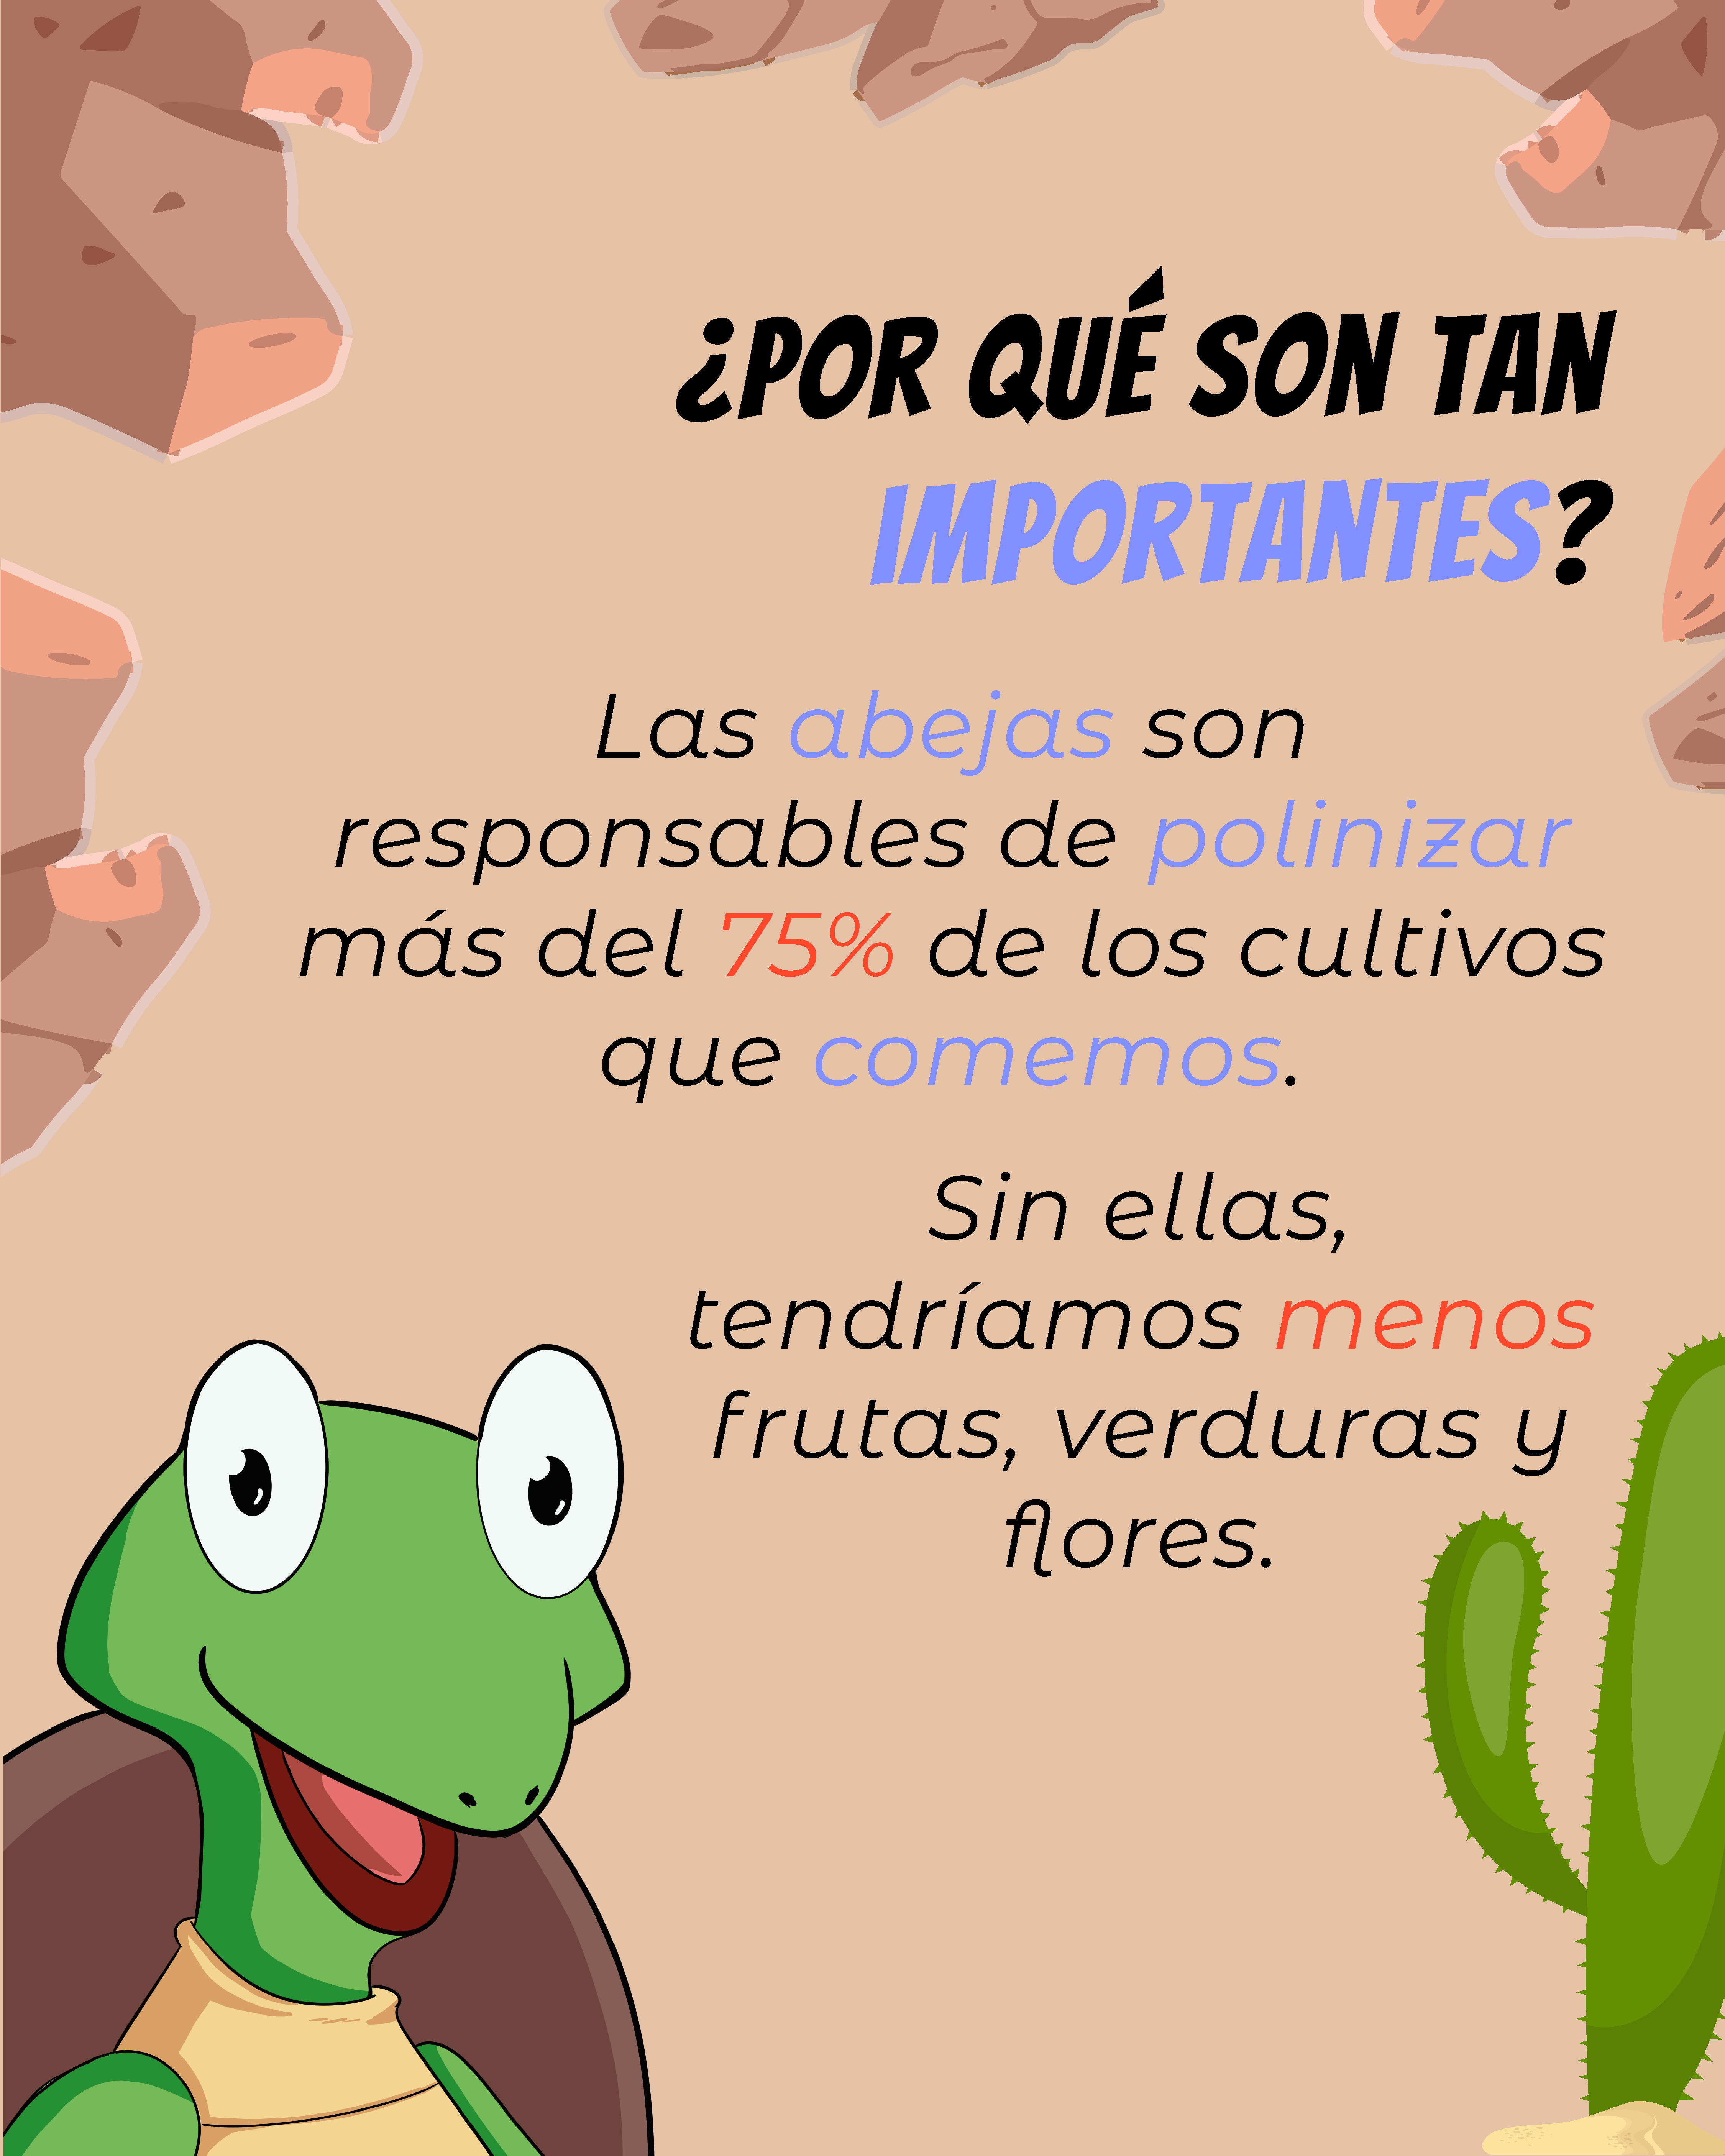 ¿POR QUÉ SON TAN
IMPORTANTES?
Las abejas son
responsables de polinizar
más del 75% de los cultivos
que comemos.
Sin ellas,
tendríamos menos
frutas, verduras y
flores.